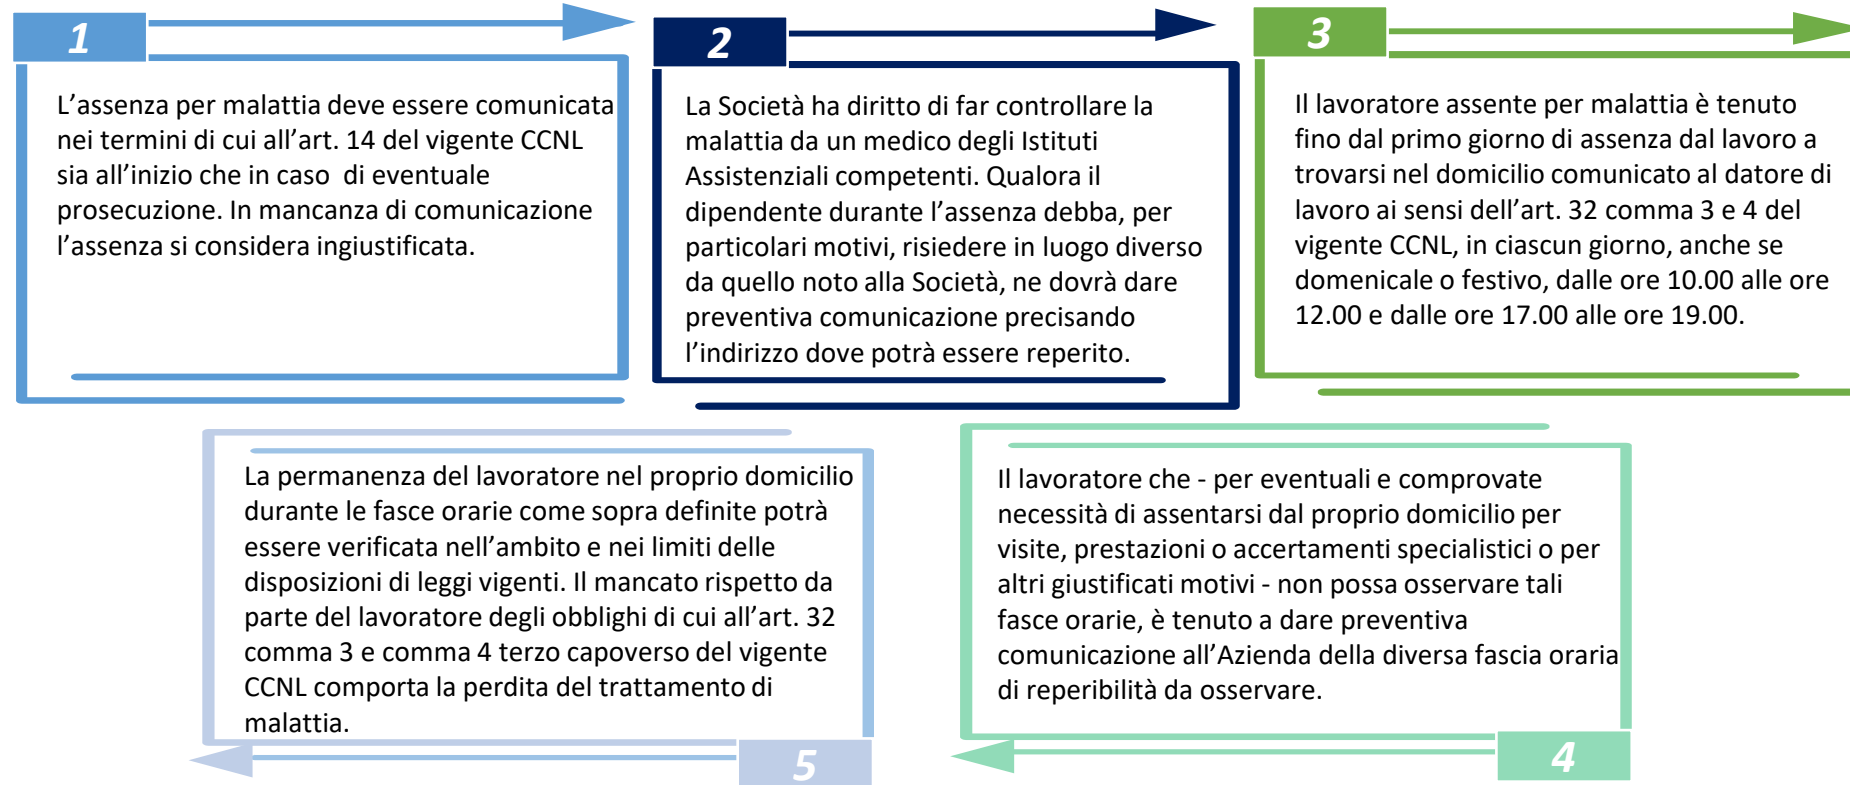 1
L’assenza per malattia deve essere comunicata
nei termini di cui all’art. 14 del vigente CCNL
sia all’inizio che in caso  di eventuale
prosecuzione. In mancanza di comunicazione
l’assenza si considera ingiustificata.
2
La Società ha diritto di far controllare la
malattia da un medico degli Istituti
Assistenziali competenti. Qualora il
dipendente durante l’assenza debba, per
particolari motivi, risiedere in luogo diverso
da quello noto alla Società, ne dovrà dare
preventiva comunicazione precisando
l’indirizzo dove potrà essere reperito.
3
Il lavoratore assente per malattia è tenuto
fino dal primo giorno di assenza dal lavoro a
trovarsi nel domicilio comunicato al datore di
lavoro ai sensi dell’art. 32 comma 3 e 4 del
vigente CCNL, in ciascun giorno, anche se
domenicale o festivo, dalle ore 10.00 alle ore
12.00 e dalle ore 17.00 alle ore 19.00.
Il lavoratore che - per eventuali e comprovate
necessità di assentarsi dal proprio domicilio per
visite, prestazioni o accertamenti specialistici o per
altri giustificati motivi - non possa osservare tali
fasce orarie, è tenuto a dare preventiva
comunicazione all’Azienda della diversa fascia oraria
di reperibilità da osservare.
4
La permanenza del lavoratore nel proprio domicilio
durante le fasce orarie come sopra definite potrà
essere verificata nell’ambito e nei limiti delle
disposizioni di leggi vigenti. Il mancato rispetto da
parte del lavoratore degli obblighi di cui all’art. 32
comma 3 e comma 4 terzo capoverso del vigente
CCNL comporta la perdita del trattamento di
malattia.
5